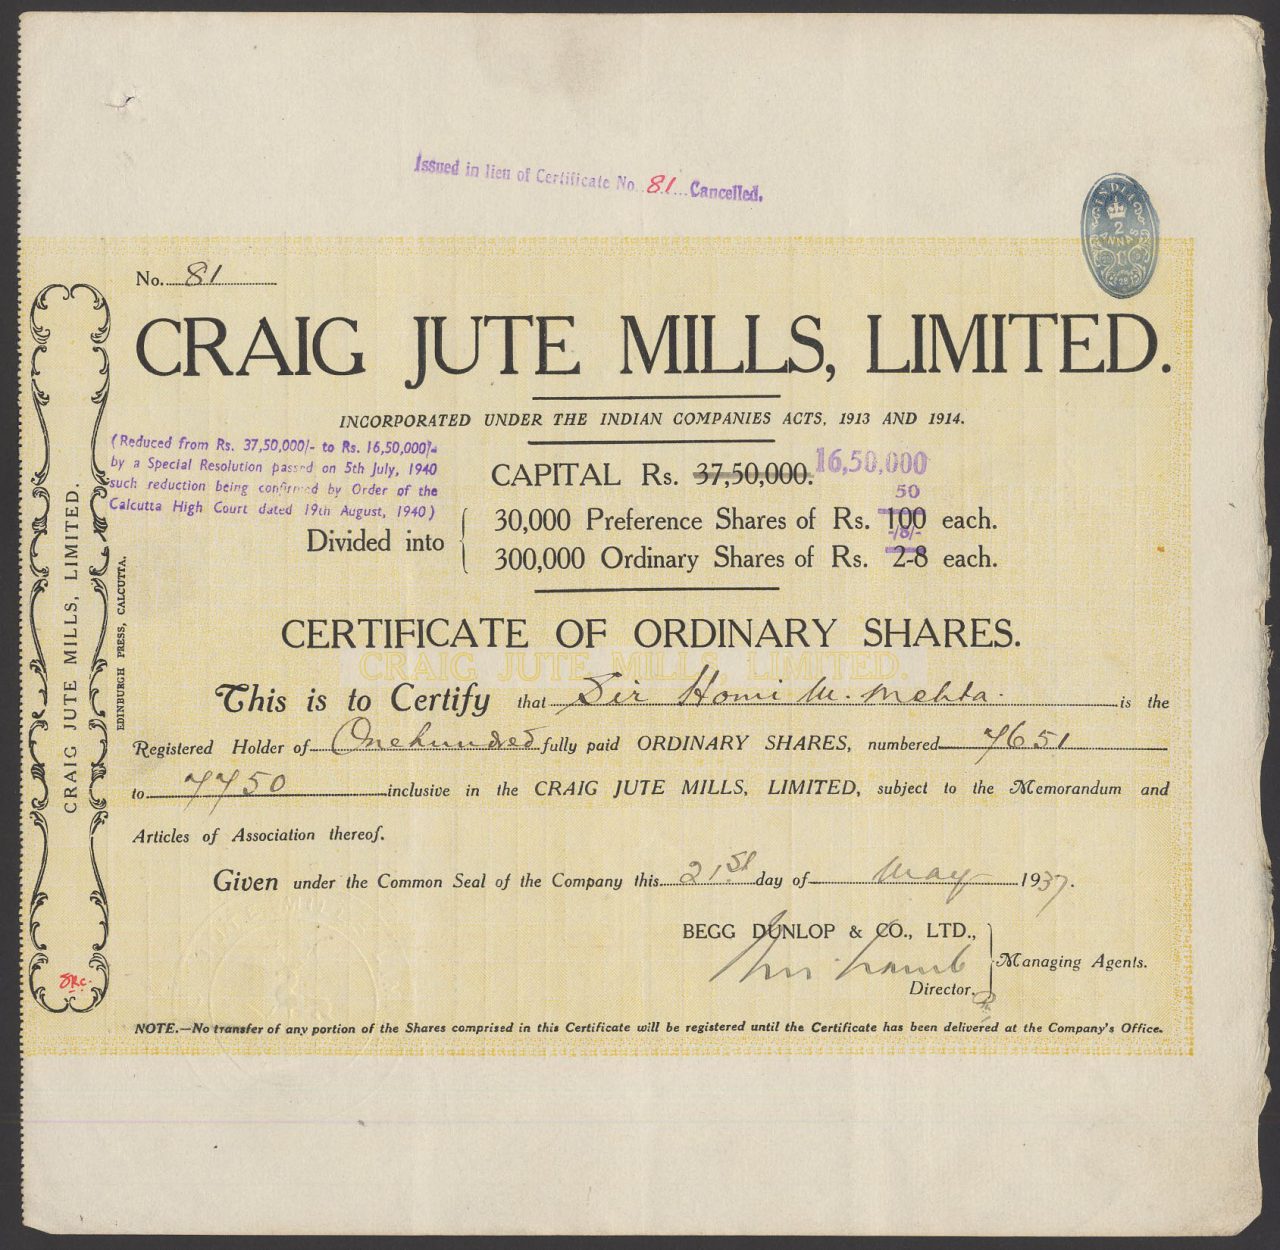 Issued in lieu of Certificate No. 81 Cancelled.
INDIA
2
ANNAS
No. 81
CRAIG JUTE MILLS, LIMITED.
INCORPORATED UNDER THE INDIAN COMPANIES ACTS, 1913 AND 1914.
(Reduced from Rs. 37,50,000/- to Rs. 16,50,000/-
by a Special Resolution passed on 5th July, 1940
such reduction being confirmed by Order of the
Calcutta High Court dated 19th August, 1940)
CAPITAL Rs. 37,50,000. 16,50,000
50
Divided into
30,000 Preference Shares of Rs. 100 each.
-/8/-
300,000 Ordinary Shares of Rs. 2-8 each.
CERTIFICATE OF ORDINARY SHARES.
CRAIG JUTE MILLS, LIMITED.
This is to Certify that Sir Homi M. Mehta. is the
Registered Holder of One hundred fully paid ORDINARY SHARES, numbered 7651
to 7750 inclusive in the CRAIG JUTE MILLS, LIMITED, subject to the Memorandum and
Articles of Association thereof.
Given under the Common Seal of the Company this 21st day of May 1937.
BEGG DUNLOP & CO., LTD.,
Managing Agents.
Director.
NOTE.—No transfer of any portion of the Shares comprised in this Certificate will be registered until the Certificate has been delivered at the Company's Office.
CRAIG JUTE MILLS, LIMITED.
EDINBURGH PRESS, CALCUTTA.